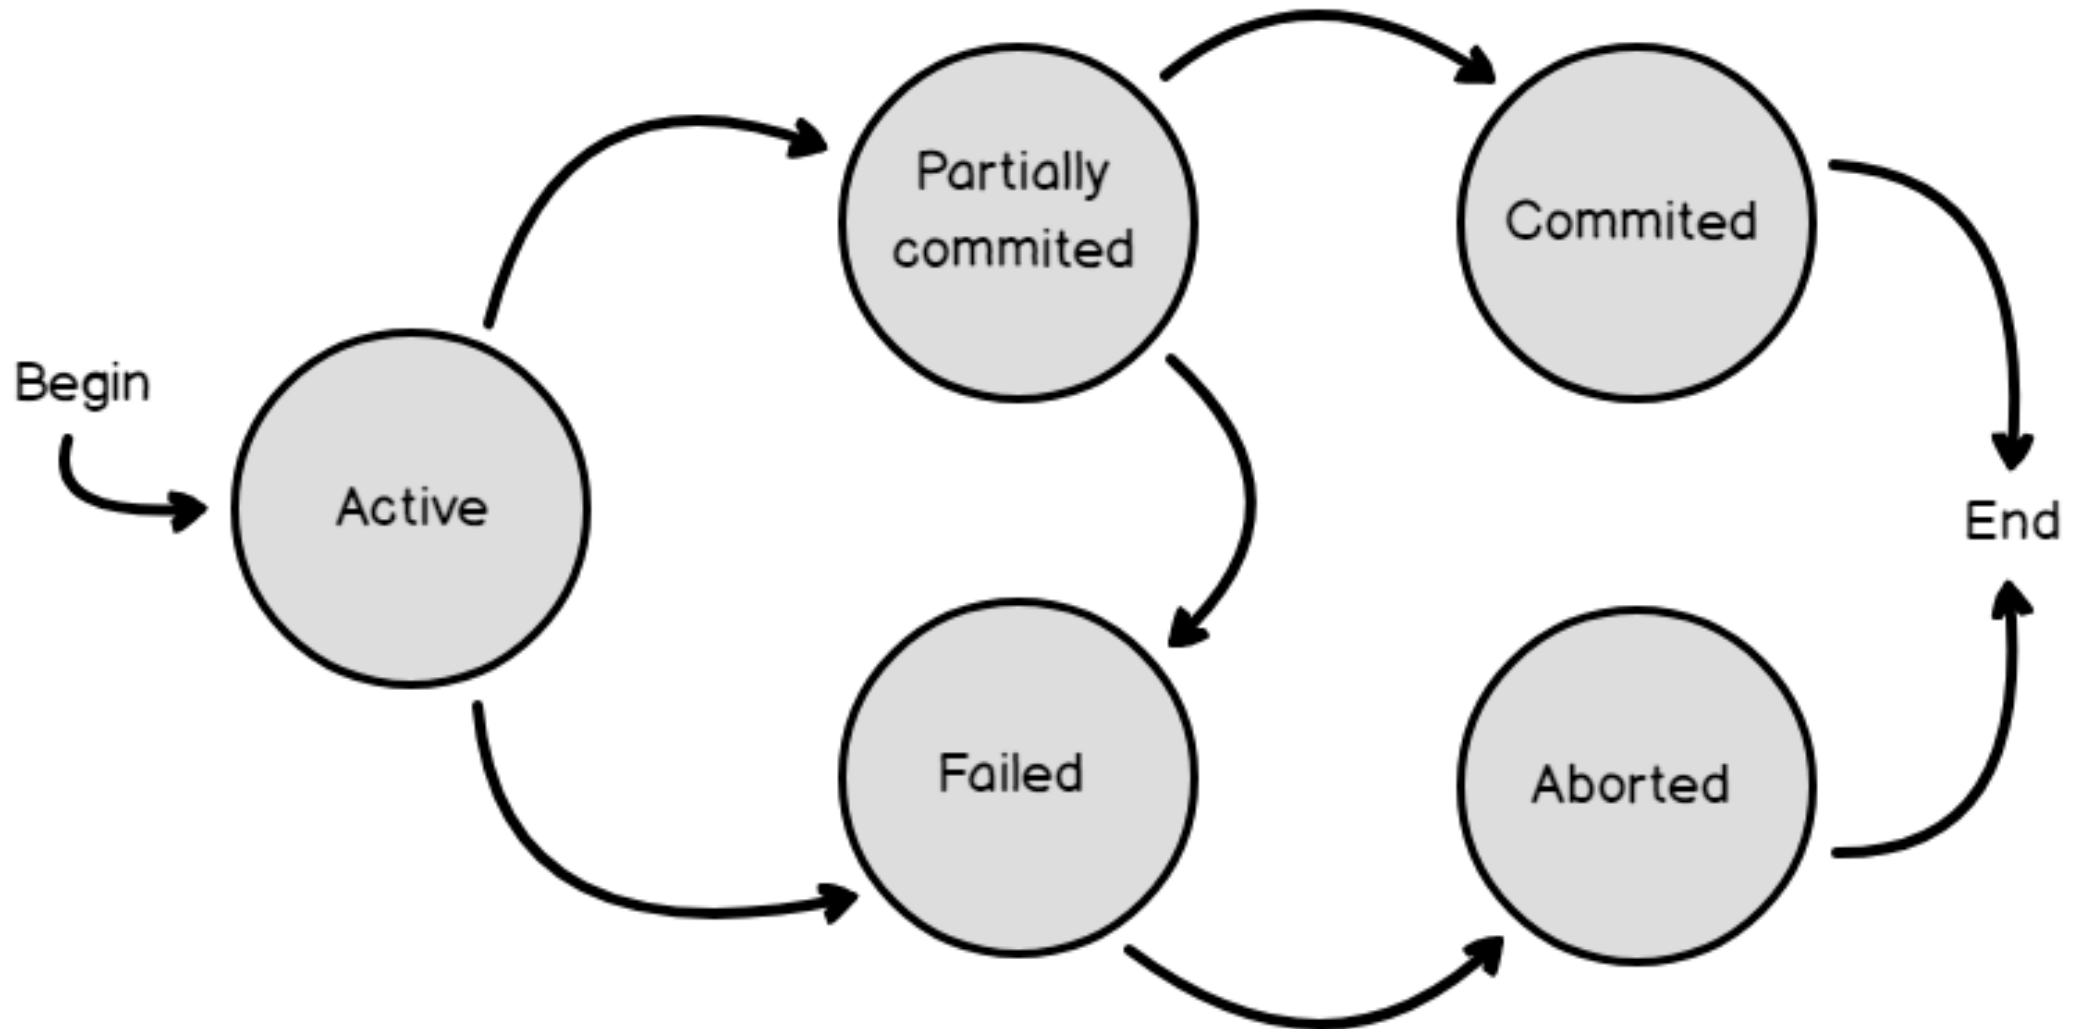 Begin
Active
Partially
commited
Commited
Failed
Aborted
End